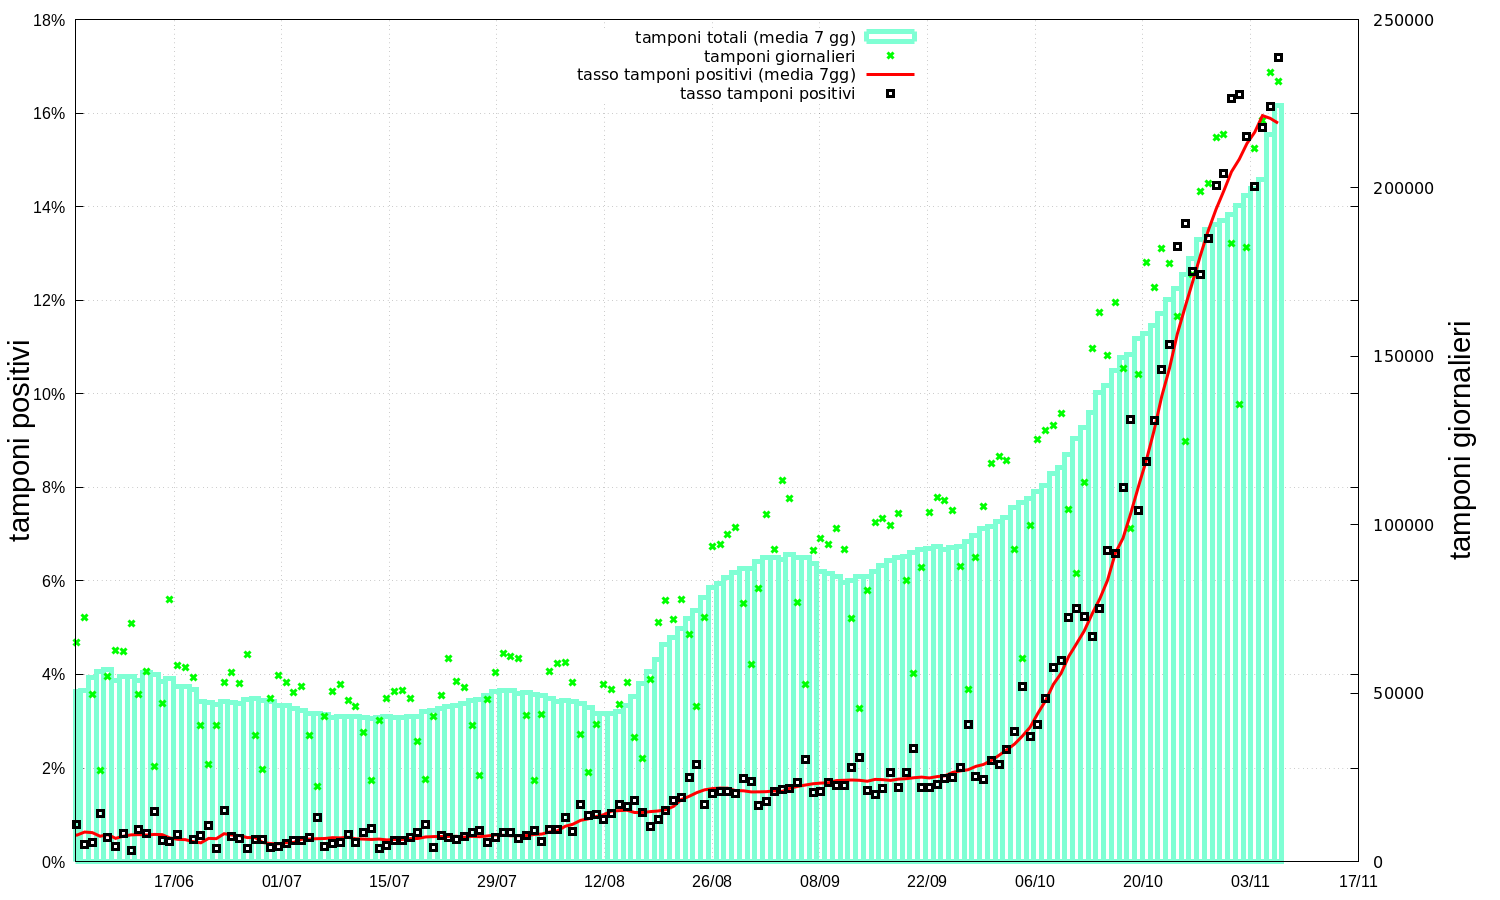 tamponi totali (media 7 gg)
tamponi giornalieri
tasso tamponi positivi (media 7gg)
tasso tamponi positivi
tamponi positivi
18%
16%
14%
12%
10%
8%
6%
4%
2%
0%
250000
200000
150000
100000
50000
0
tamponi giornalieri
17/06 01/07 15/07 29/07 12/08 26/08 08/09 22/09 06/10 20/10 03/11 17/11